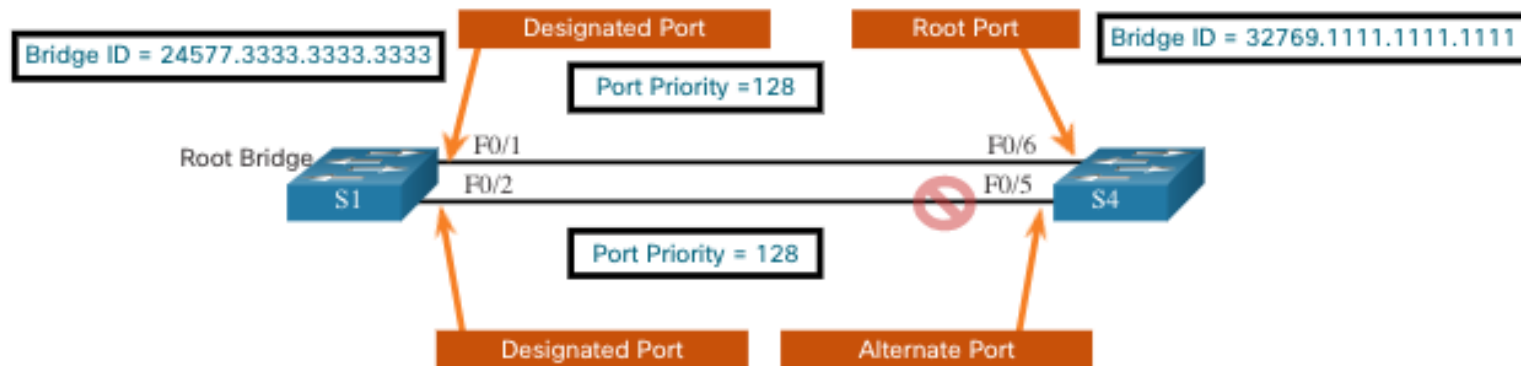 Designated Port
Root Port
Bridge ID = 24577.3333.3333.3333
Bridge ID = 32769.1111.1111.1111
Port Priority =128
F0/1
F0/6
Root Bridge
F0/2
F0/5
S1
S4
Port Priority = 128
Designated Port
Alternate Port